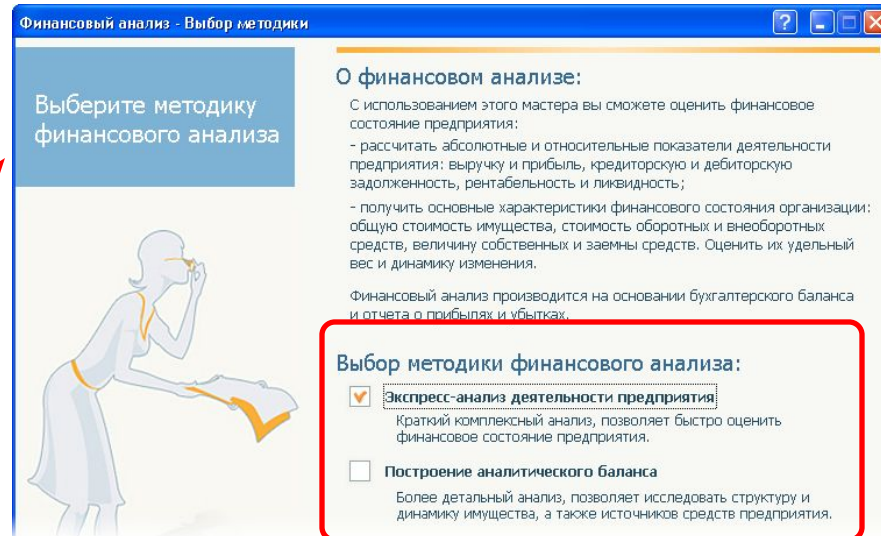 Финансовый анализ - Выбор методики
Выберите методику
финансового анализа
О финансовом анализе:
С использованием этого мастера вы сможете оценить финансовое
состояние предприятия:
- рассчитать абсолютные и относительные показатели деятельности
предприятия: выручку и прибыль, кредиторскую и дебиторскую
задолженность, рентабельность и ликвидность;
- получить основные характеристики финансового состояния организации:
общую стоимость имущества, стоимость оборотных и внеоборотных
средств, величину собственных и заемны средств. Оценить их удельный
вес и динамику изменения.
Финансовый анализ производится на основании бухгалтерского баланса
и отчета о прибылях и убытках.
Выбор методики финансового анализа:
Экспресс-анализ деятельности предприятия
Краткий комплексный анализ, позволяет быстро оценить
финансовое состояние предприятия.
Построение аналитического баланса
Более детальный анализ, позволяет исследовать структуру и
динамику имущества, а также источников средств предприятия.